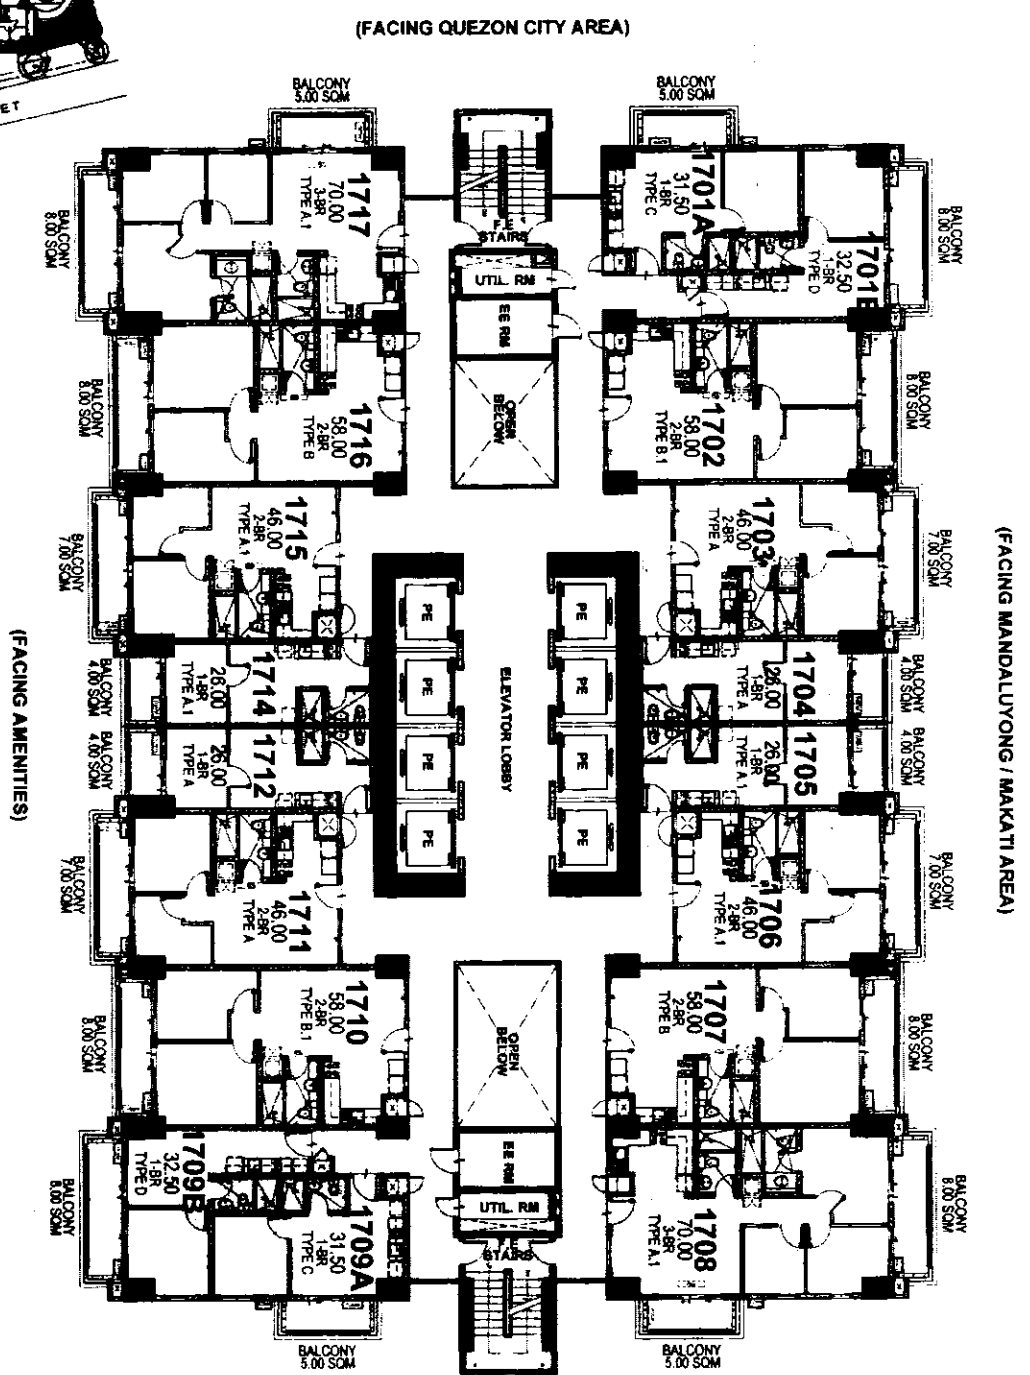 (FACING QUEZON CITY AREA)
ET
BALCONY
5.00 SQM
BALCONY
5.00 SQM
1717
70.00
3-BR
TYPE A.1
BALCONY
8.00 SQM
F.E
STAIRS
UTIL. RM
EE RM
OPEN
BELOW
1701A
31.50
1-BR
TYPE C
32.50
1-BR
TYPE D
BALCONY
8.00 SQM
1716
58.00
2-BR
TYPE B
BALCONY
8.00 SQM
1702
58.00
2-BR
TYPE B.1
BALCONY
8.00 SQM
1715
46.00
2-BR
TYPE A.1
BALCONY
7.00 SQM
1703
46.00
2-BR
TYPE A
BALCONY
7.00 SQM
(FACING MANDALUYONG / MAKATI AREA)
(FACING AMENITIES)
ELEVATOR LOBBY
PE
PE
PE
PE
PE
PE
PE
PE
1714
26.00
1-BR
TYPE A.1
BALCONY
4.00 SQM
1704
26.00
1-BR
TYPE A
BALCONY
4.00 SQM
1712
26.00
1-BR
TYPE A
BALCONY
4.00 SQM
1705
26.00
1-BR
TYPE A.1
BALCONY
4.00 SQM
1711
46.00
2-BR
TYPE A
BALCONY
7.00 SQM
1706
46.00
2-BR
TYPE A.1
BALCONY
7.00 SQM
1710
58.00
2-BR
TYPE B.1
BALCONY
8.00 SQM
OPEN
BELOW
1707
58.00
2-BR
TYPE B
BALCONY
8.00 SQM
1709B
32.50
1-BR
TYPE D
BALCONY
8.00 SQM
1709A
31.50
1-BR
TYPE C
EE RM
UTIL. RM
STAIRS
1708
70.00
3-BR
TYPE A.1
BALCONY
8.00 SQM
BALCONY
5.00 SQM
BALCONY
5.00 SQM